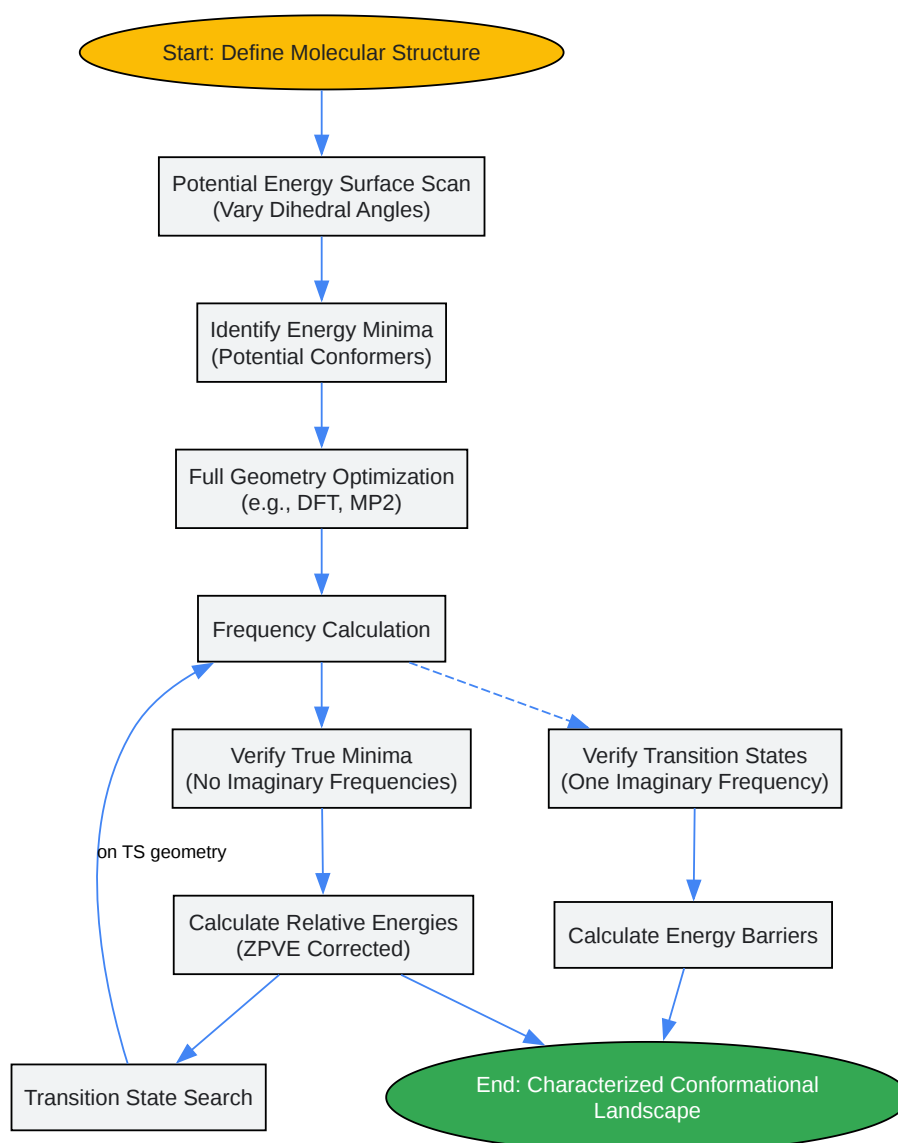 Start: Define Molecular Structure
Potential Energy Surface Scan
(Vary Dihedral Angles)
Identify Energy Minima
(Potential Conformers)
Full Geometry Optimization
(e.g., DFT, MP2)
Frequency Calculation
Verify True Minima
(No Imaginary Frequencies)
Verify Transition States
(One Imaginary Frequency)
on TS geometry
Calculate Relative Energies
(ZPVE Corrected)
Calculate Energy Barriers
Transition State Search
End: Characterized Conformational
Landscape